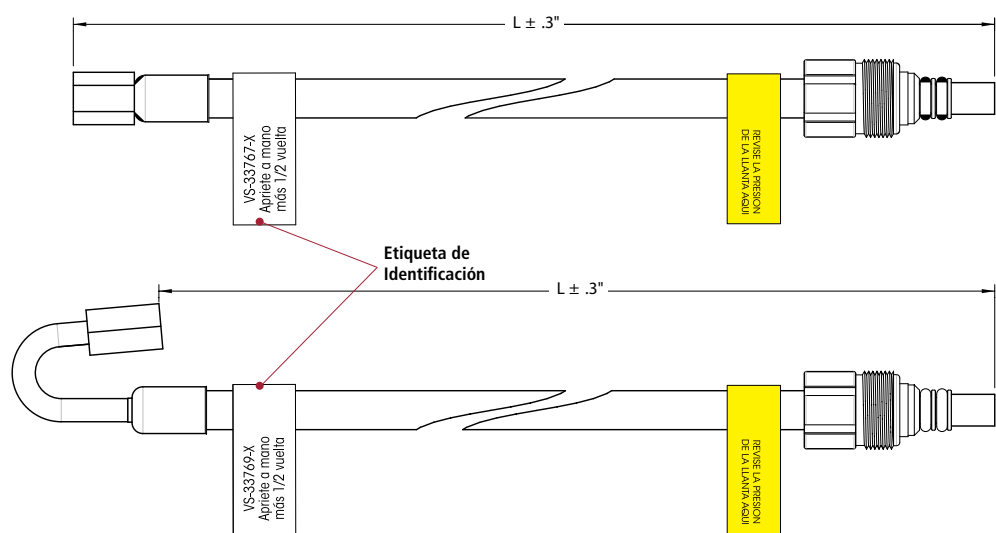 L ± .3"
VS-33767-X
Apriete a mano
más 1/2 vuelta
REVISE LA PRESION
DE LA LLANTA AQUI
Etiqueta de
Identificación
L ± .3"
VS-33769-X
Apriete a mano
más 1/2 vuelta
REVISE LA PRESION
DE LA LLANTA AQUI